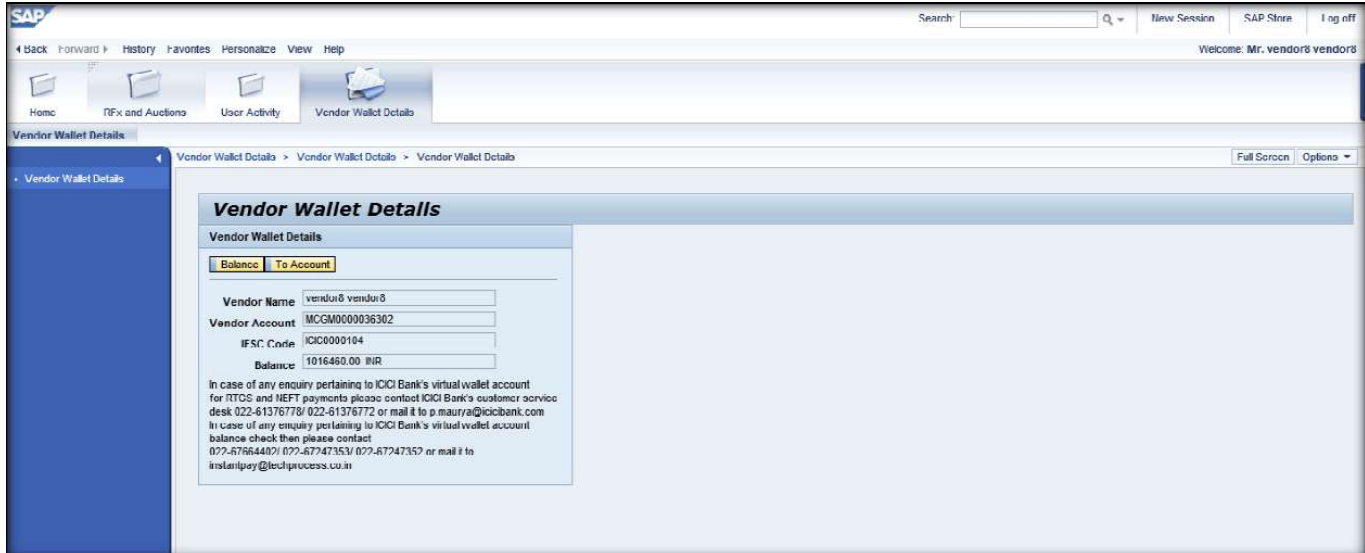 SAP
Search: New Session SAP Store Log off
Back Forward History Favorites Personalize View Help Welcome: Mr. vendor8 vendor8
Home RFx and Auctions User Activity Vendor Wallet Details
Vendor Wallet Details
Vendor Wallet Details > Vendor Wallet Details > Vendor Wallet Details Full Screen Options
Vendor Wallet Details
Vendor Wallet Details
Vendor Wallet Details
Balance To Account
Vendor Name vendor8 vendor8
Vendor Account MCGM0000036302
IFSC Code ICIC0000104
Balance 1016460.00 INR
In case of any enquiry pertaining to ICICI Bank's virtual wallet account
for RTGS and NEFT payments please contact ICICI Bank's customer service
desk 022-61376778/ 022-61376772 or mail it to p.maurya@icicibank.com
In case of any enquiry pertaining to ICICI Bank's virtual wallet account
balance check then please contact
022-67664402/ 022-67247353/ 022-67247352 or mail it to
instantpay@techprocess.co.in